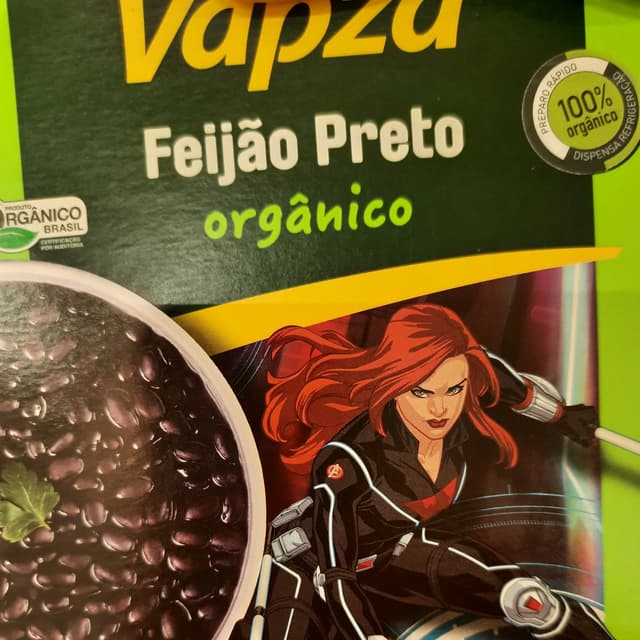 Vapza
Feijão Preto
orgânico
PREPARO RÁPIDO
100%
orgânico
DISPENSA REFRIGERAÇÃO
PRODUTO
ORGÂNICO
BRASIL
CERTIFICAÇÃO
POR AUDITORIA